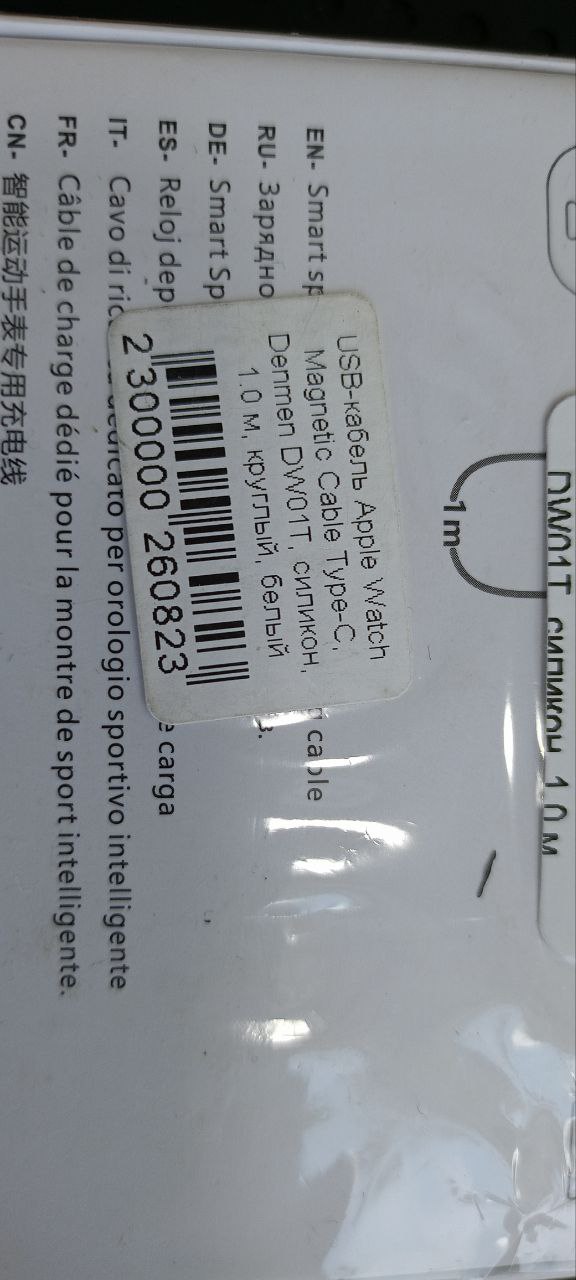 DW01T силикон 1.0 м
1m
USB-кабель Apple Watch
Magnetic Cable Type-C,
Denmen DW01T, силикон,
1.0 м, круглый, белый
2 300000 260823
EN- Smart cable
RU- Зарядно
DE- Smart Sp
ES- Reloj dep carga
IT- Cavo di dedicato per orologio sportivo intelligente
FR- Câble de charge dédié pour la montre de sport intelligente.
CN- 智能运动手表专用充电线